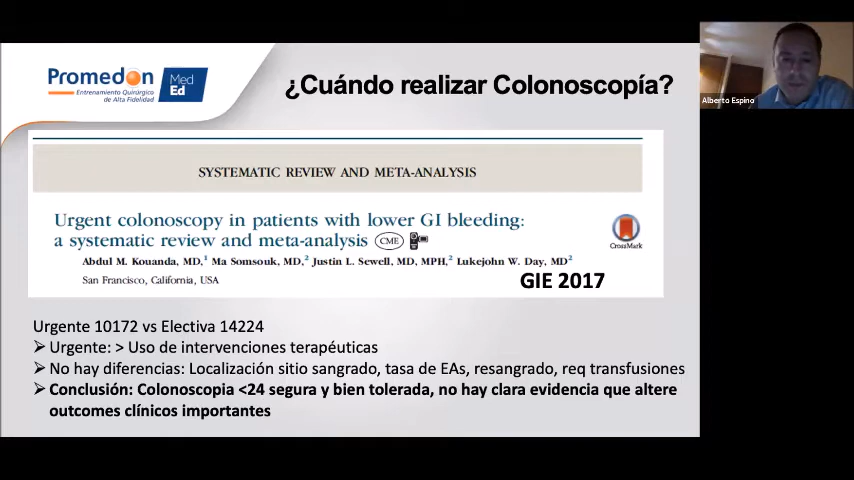 Promedon
Med
Ed
Entrenamiento Quirúrgico
de Alta Fidelidad
¿Cuándo realizar Colonoscopía?
Alberto Espino
SYSTEMATIC REVIEW AND META-ANALYSIS
Urgent colonoscopy in patients with lower GI bleeding:
a systematic review and meta-analysis CME
CrossMark
Abdul M. Kouanda, MD,1 Ma Somsouk, MD,2 Justin L. Sewell, MD, MPH,2 Lukejohn W. Day, MD2
San Francisco, California, USA
GIE 2017
Urgente 10172 vs Electiva 14224
Urgente: > Uso de intervenciones terapéuticas
No hay diferencias: Localización sitio sangrado, tasa de EAs, resangrado, req transfusiones
Conclusión: Colonoscopia <24 segura y bien tolerada, no hay clara evidencia que altere
outcomes clínicos importantes